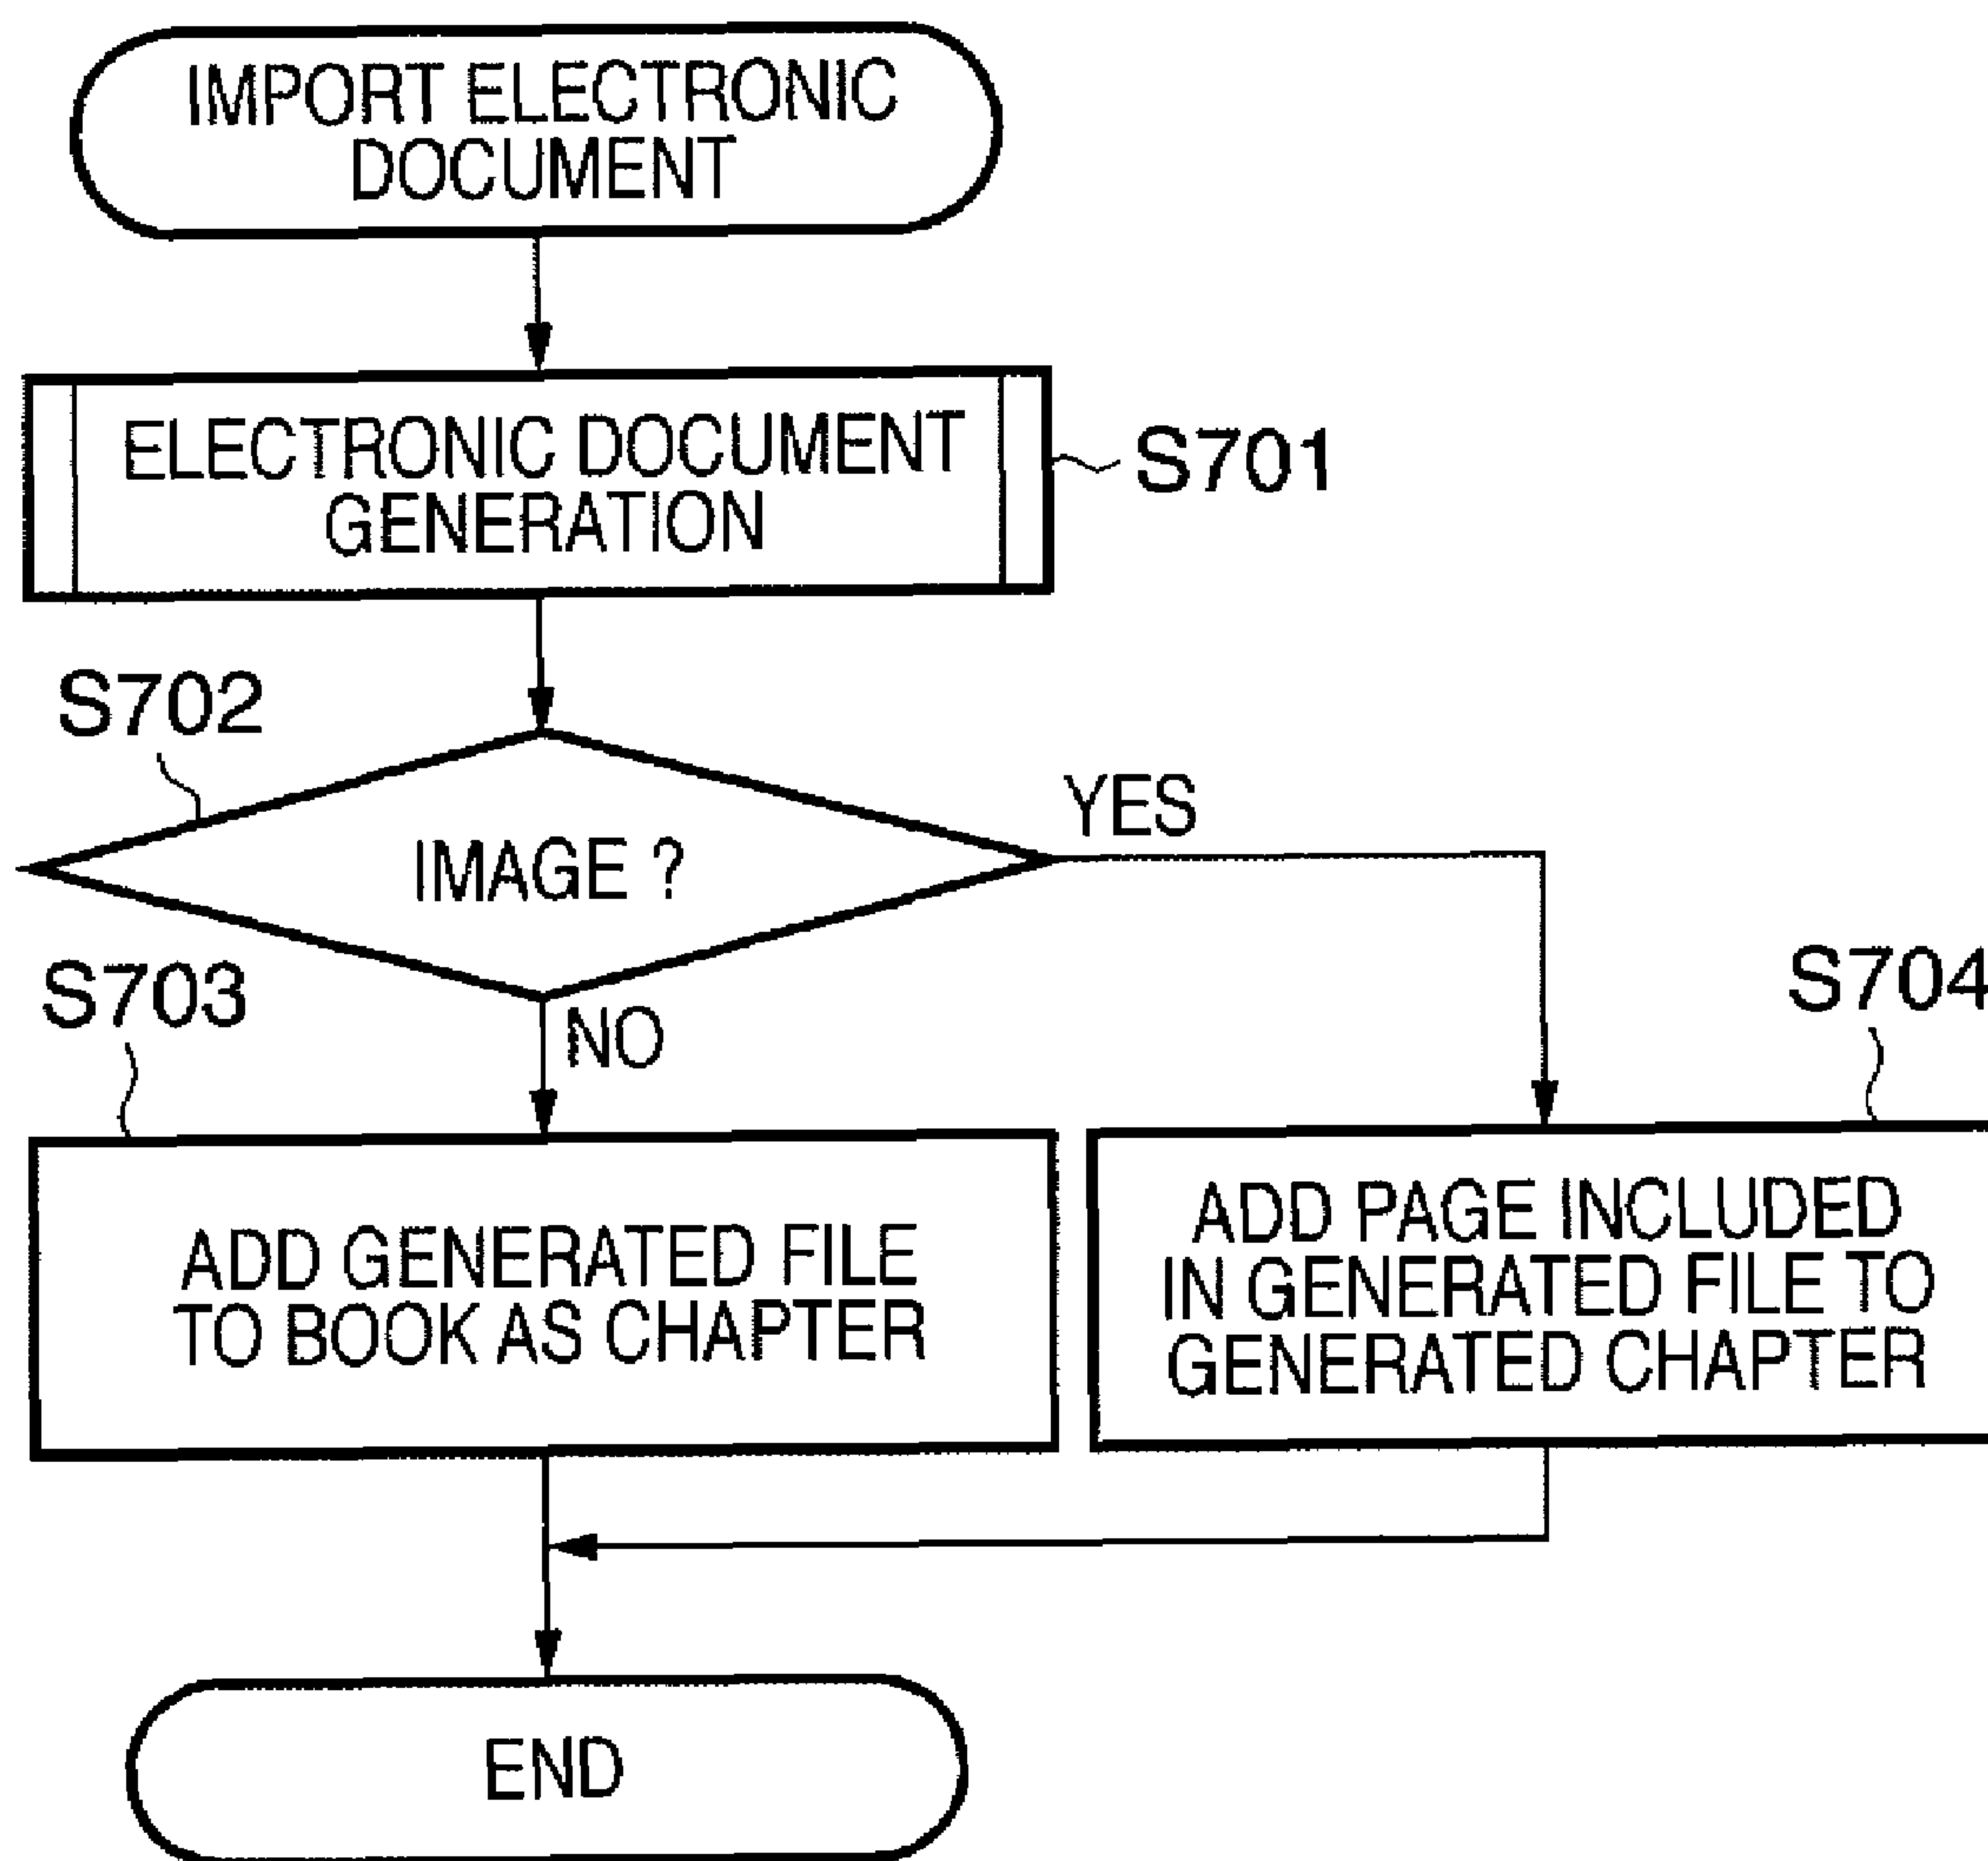 IMPORT ELECTRONIC
DOCUMENT
ELECTRONIC DOCUMENT
GENERATION
S701
S702
IMAGE ?
YES
NO
S703
ADD GENERATED FILE
TO BOOK AS CHAPTER
S704
ADD PAGE INCLUDED
IN GENERATED FILE TO
GENERATED CHAPTER
END